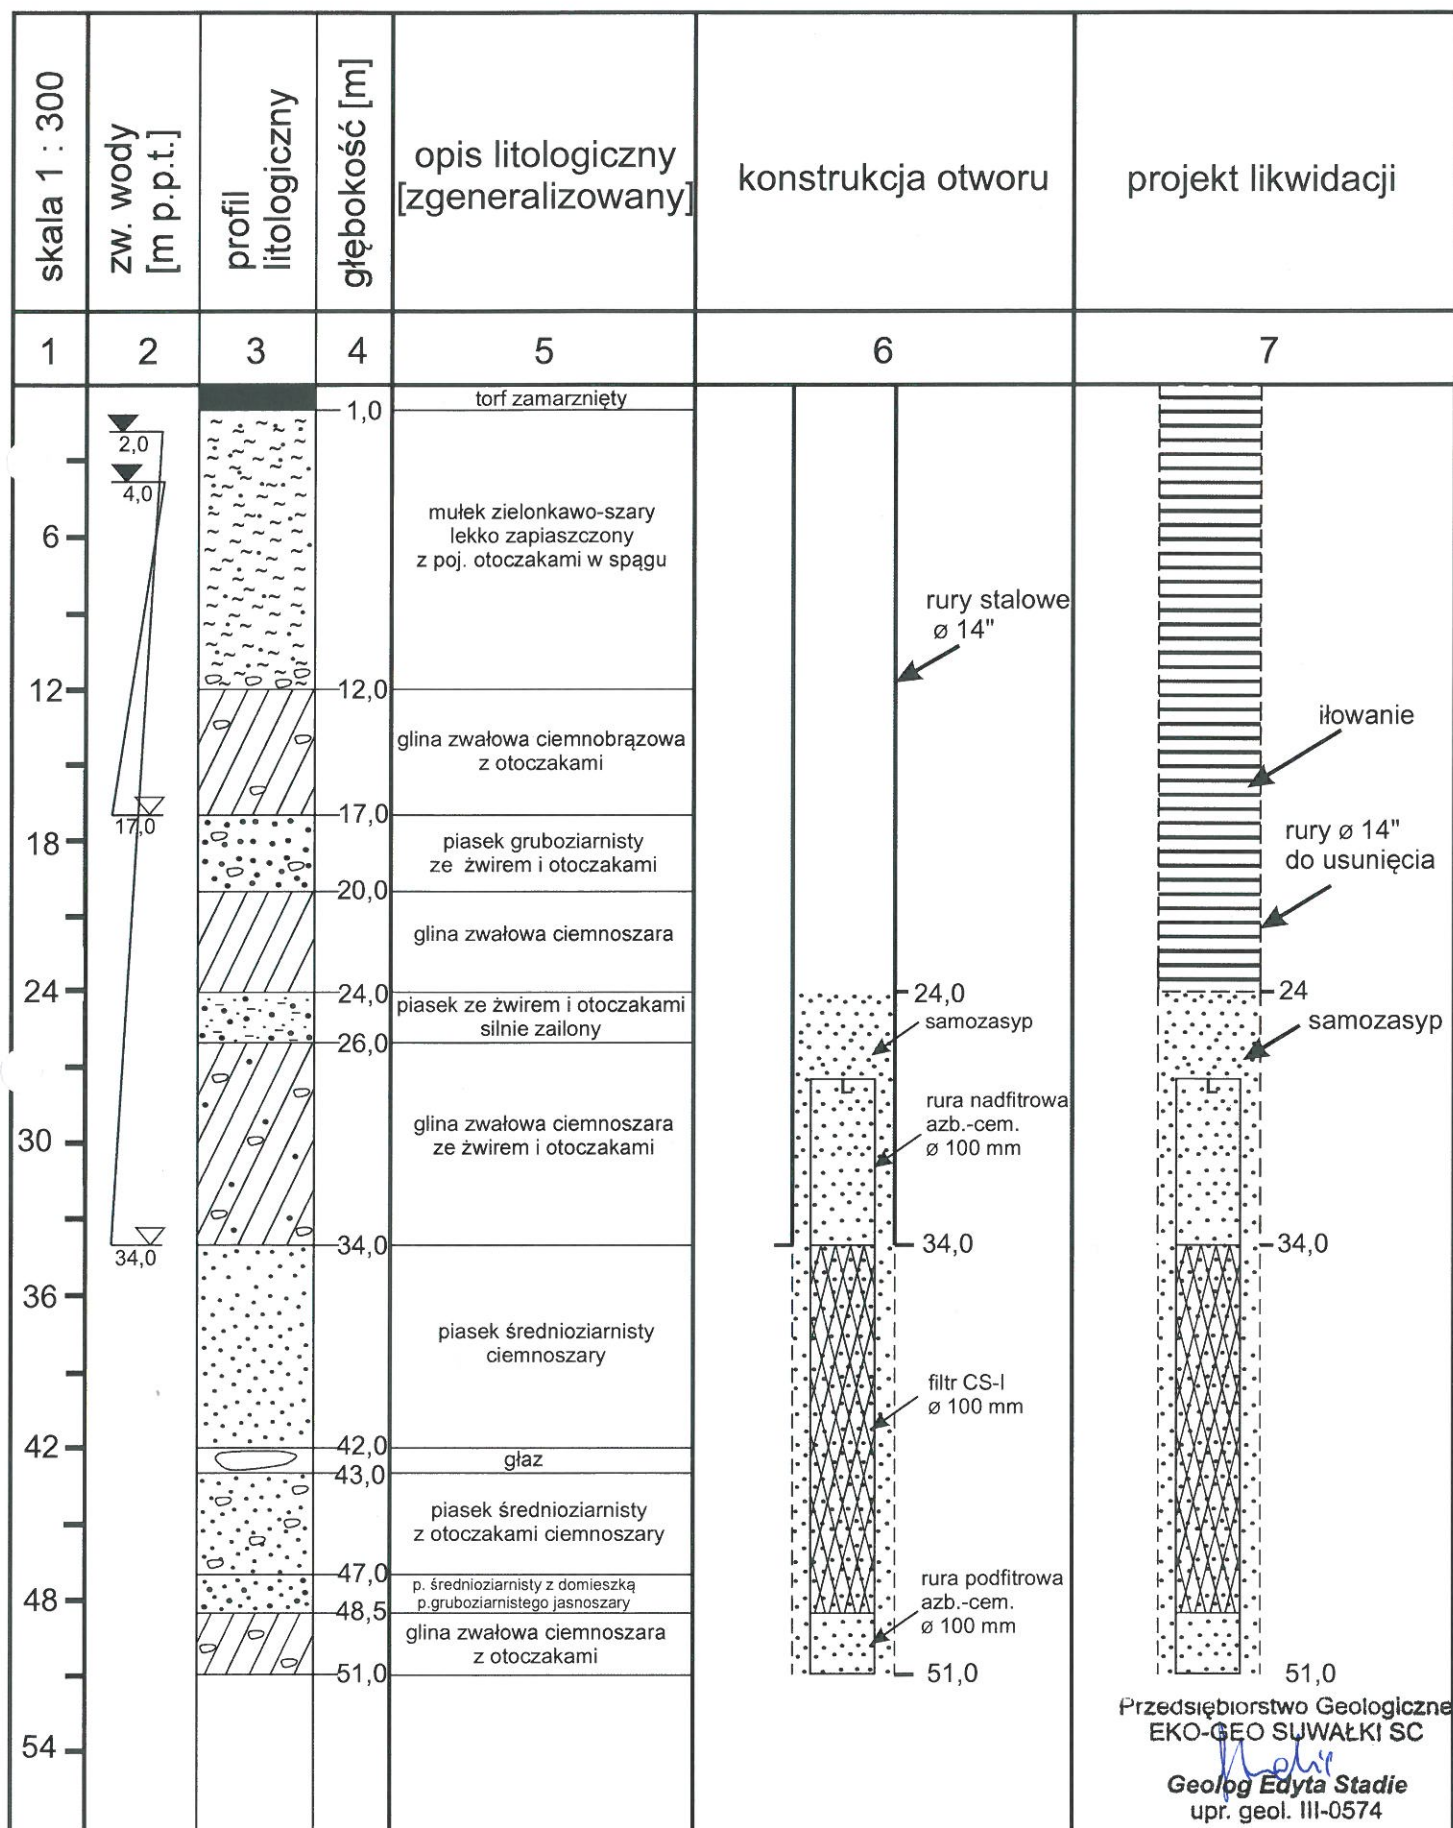 skala 1 : 300
zw. wody
[m p.p.t.]
profil
litologiczny
głębokość [m]
opis litologiczny
[zgeneralizowany]
konstrukcja otworu
projekt likwidacji
1
2
3
4
5
6
7
6
12
18
24
30
36
42
48
54
2,0
4,0
17,0
34,0
1,0
12,0
17,0
20,0
24,0
26,0
34,0
42,0
43,0
47,0
48,5
51,0
torf zamarznięty
mułek zielonkawo-szary
lekko zapiaszczony
z poj. otoczakami w spągu
glina zwałowa ciemnobrązowa
z otoczakami
piasek gruboziarnisty
ze żwirem i otoczakami
glina zwałowa ciemnoszara
piasek ze żwirem i otoczakami
silnie zailony
glina zwałowa ciemnoszara
ze żwirem i otoczakami
piasek średnioziarnisty
ciemnoszary
głaz
piasek średnioziarnisty
z otoczakami ciemnoszary
p. średnioziarnisty z domieszką
p.gruboziarnistego jasnoszary
glina zwałowa ciemnoszara
z otoczakami
rury stalowe
ø 14"
24,0
samozasyp
L
rura nadfitrowa
azb.-cem.
ø 100 mm
34,0
filtr CS-I
ø 100 mm
rura podfitrowa
azb.-cem.
ø 100 mm
51,0
iłowanie
rury ø 14"
do usunięcia
24
samozasyp
L
34,0
51,0
Przedsiębiorstwo Geologiczne
EKO-GEO SUWAŁKI SC
Geolog Edyta Stadie
upr. geol. III-0574